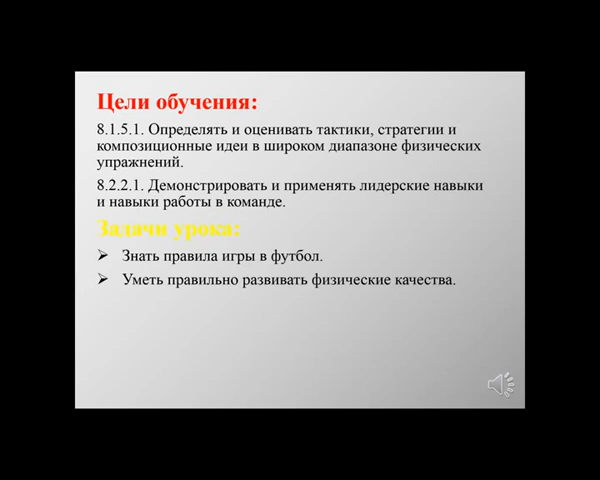 Цели обучения:
8.1.5.1. Определять и оценивать тактики, стратегии и
композиционные идеи в широком диапазоне физических
упражнений.
8.2.2.1. Демонстрировать и применять лидерские навыки
и навыки работы в команде.
Задачи урока:
Знать правила игры в футбол.
Уметь правильно развивать физические качества.